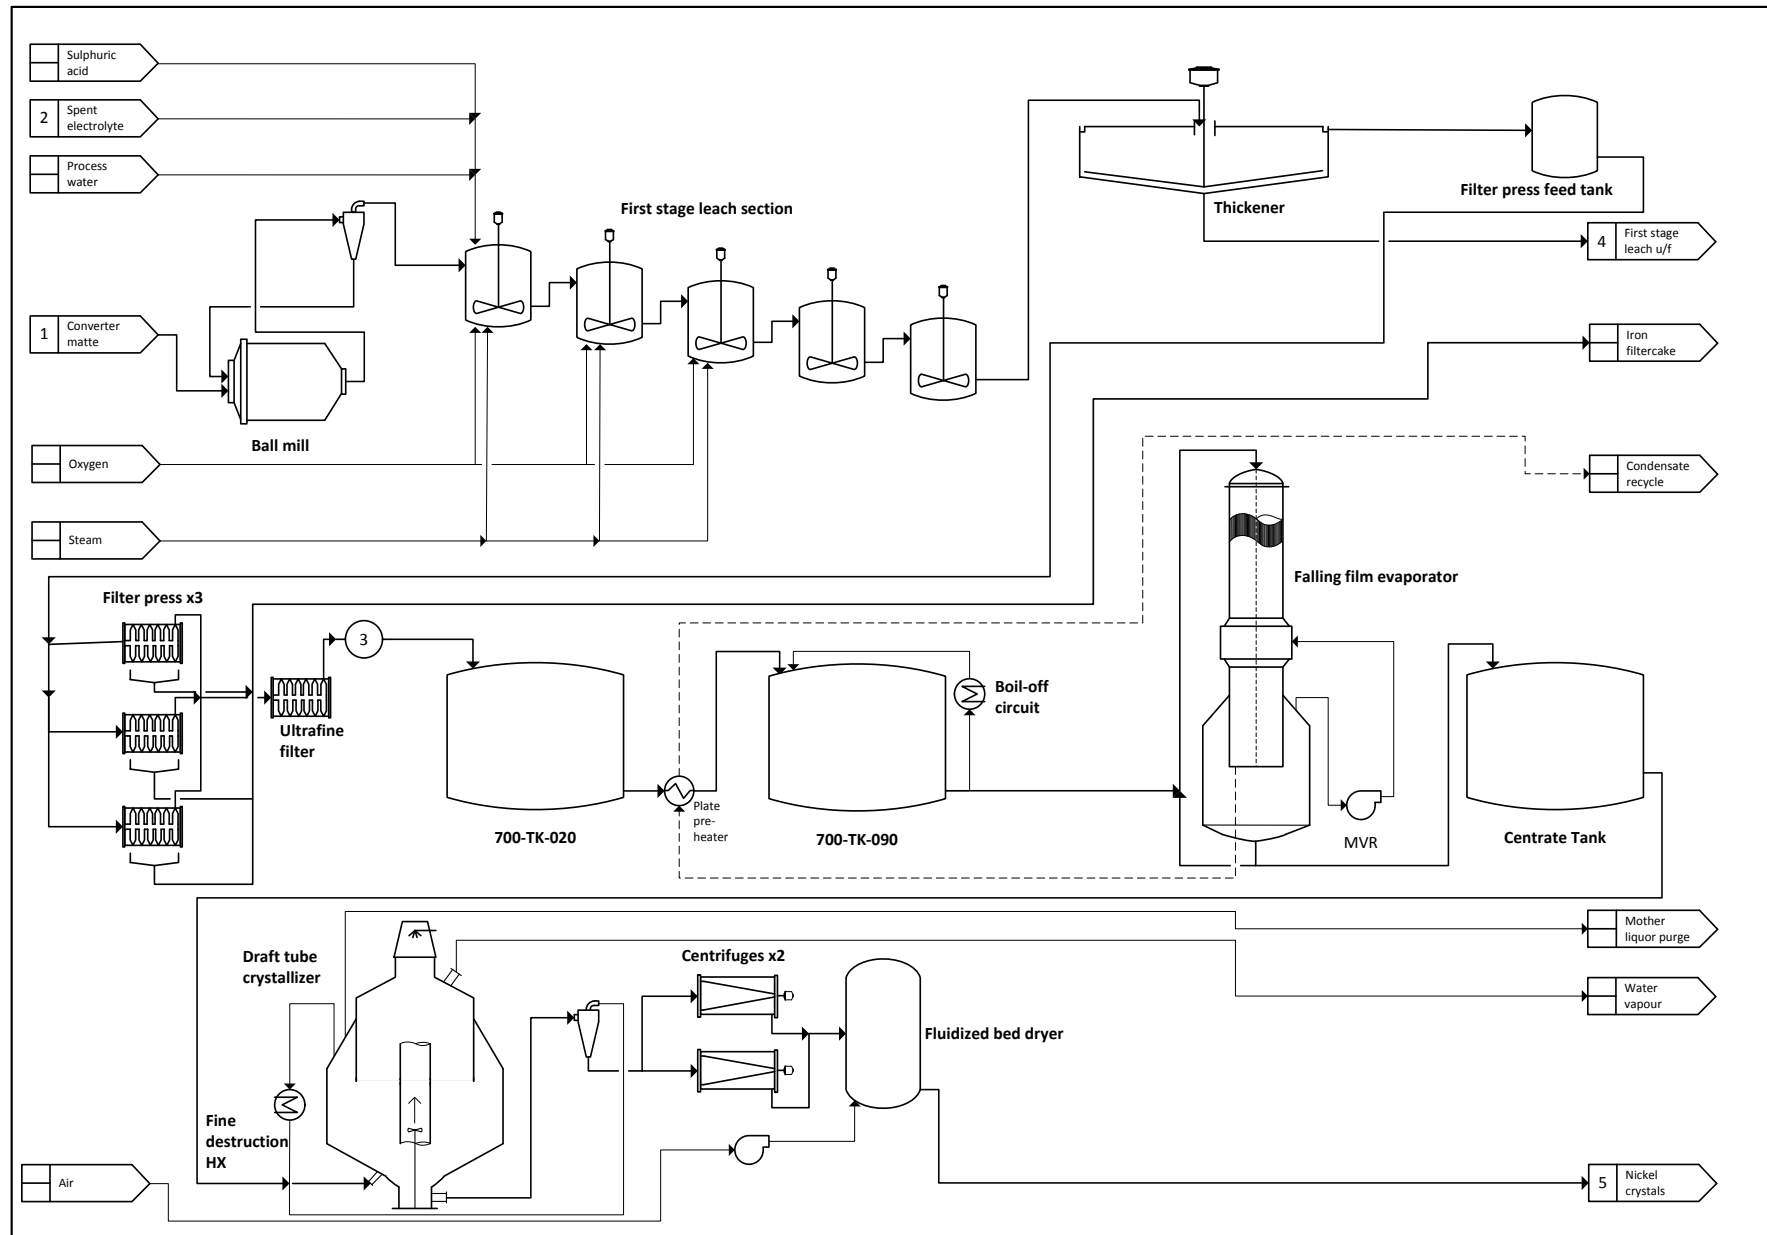 Sulphuric
acid
2
Spent
electrolyte
Process
water
First stage leach section
Thickener
Filter press feed tank
4
First stage
leach u/f
1
Converter
matte
Iron
filtercake
Ball mill
Oxygen
Condensate
recycle
Steam
Falling film evaporator
Filter press x3
3
Ultrafine
filter
Boil-off
circuit
Plate
pre-
heater
700-TK-020
700-TK-090
MVR
Centrate Tank
Mother
liquor purge
Draft tube
crystallizer
Centrifuges x2
Water
vapour
Fluidized bed dryer
Fine
destruction
HX
Air
5
Nickel
crystals